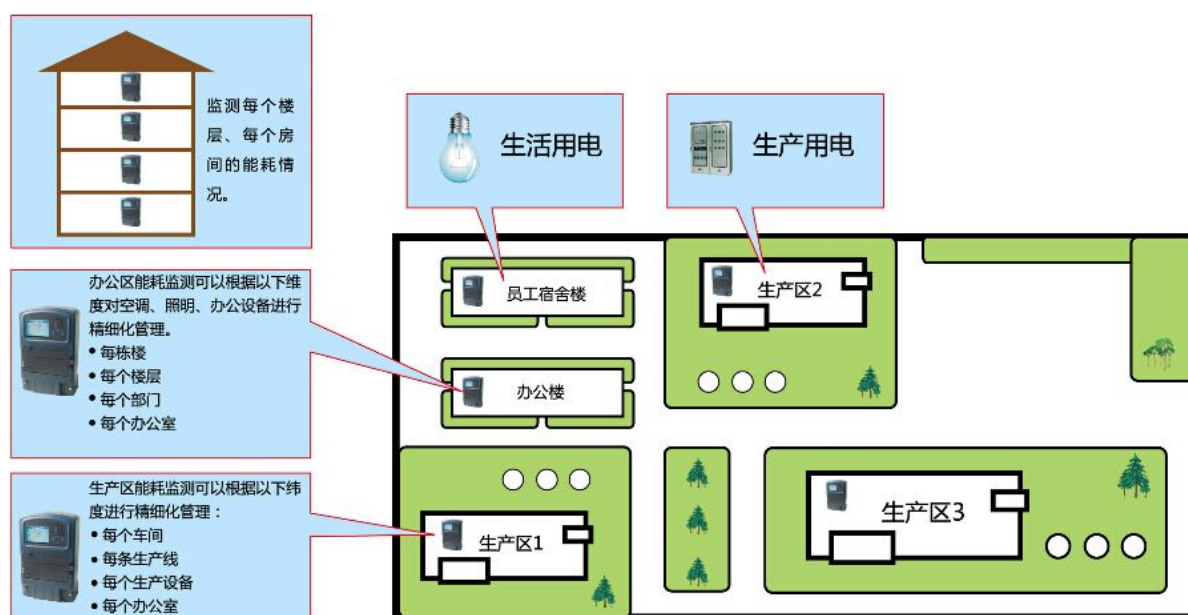 监测每个楼
层、每个房
间的能耗情
况。
生活用电
生产用电
办公区能耗监测可以根据以下维
度对空调、照明、办公设备进行
精细化管理。
• 每栋楼
• 每个楼层
• 每个部门
• 每个办公室
员工宿舍楼
生产区2
办公楼
生产区能耗监测可以根据以下纬
度进行精细化管理：
• 每个车间
• 每条生产线
• 每个生产设备
• 每个办公室
生产区1
生产区3